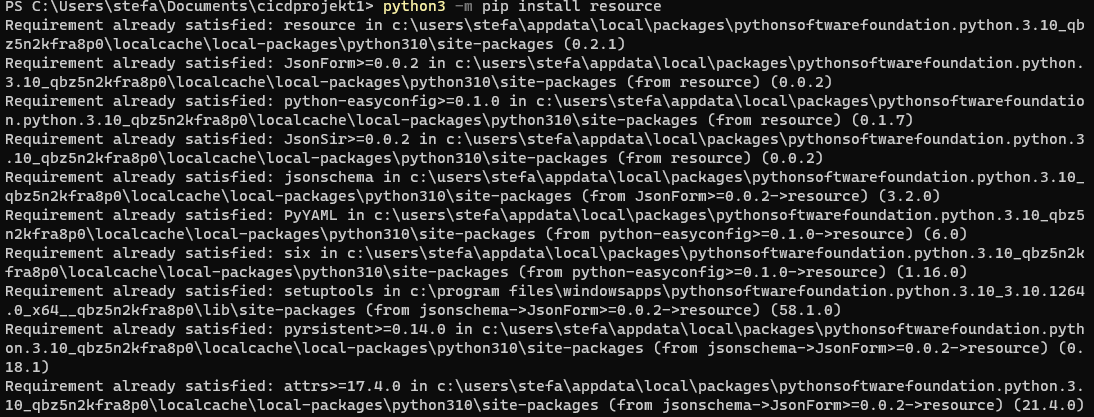 PS C:\Users\stefa\Documents\cicdprojekt1> python3 -m pip install resource
Requirement already satisfied: resource in c:\users\stefa\appdata\local\packages\pythonsoftwarefoundation.python.3.10_qb
z5n2kfra8p0\localcache\local-packages\python310\site-packages (0.2.1)
Requirement already satisfied: JsonForm>=0.0.2 in c:\users\stefa\appdata\local\packages\pythonsoftwarefoundation.python.
3.10_qbz5n2kfra8p0\localcache\local-packages\python310\site-packages (from resource) (0.0.2)
Requirement already satisfied: python-easyconfig>=0.1.0 in c:\users\stefa\appdata\local\packages\pythonsoftwarefoundatio
n.python.3.10_qbz5n2kfra8p0\localcache\local-packages\python310\site-packages (from resource) (0.1.7)
Requirement already satisfied: JsonSir>=0.0.2 in c:\users\stefa\appdata\local\packages\pythonsoftwarefoundation.python.3
.10_qbz5n2kfra8p0\localcache\local-packages\python310\site-packages (from resource) (0.0.2)
Requirement already satisfied: jsonschema in c:\users\stefa\appdata\local\packages\pythonsoftwarefoundation.python.3.10_
qbz5n2kfra8p0\localcache\local-packages\python310\site-packages (from JsonForm>=0.0.2->resource) (3.2.0)
Requirement already satisfied: PyYAML in c:\users\stefa\appdata\local\packages\pythonsoftwarefoundation.python.3.10_qbz5
n2kfra8p0\localcache\local-packages\python310\site-packages (from python-easyconfig>=0.1.0->resource) (6.0)
Requirement already satisfied: six in c:\users\stefa\appdata\local\packages\pythonsoftwarefoundation.python.3.10_qbz5n2k
fra8p0\localcache\local-packages\python310\site-packages (from python-easyconfig>=0.1.0->resource) (1.16.0)
Requirement already satisfied: setuptools in c:\program files\windowsapps\pythonsoftwarefoundation.python.3.10_3.10.1264
.0_x64__qbz5n2kfra8p0\lib\site-packages (from jsonschema->JsonForm>=0.0.2->resource) (58.1.0)
Requirement already satisfied: pyrsistent>=0.14.0 in c:\users\stefa\appdata\local\packages\pythonsoftwarefoundation.pyth
on.3.10_qbz5n2kfra8p0\localcache\local-packages\python310\site-packages (from jsonschema->JsonForm>=0.0.2->resource) (0.
18.1)
Requirement already satisfied: attrs>=17.4.0 in c:\users\stefa\appdata\local\packages\pythonsoftwarefoundation.python.3.
10_qbz5n2kfra8p0\localcache\local-packages\python310\site-packages (from jsonschema->JsonForm>=0.0.2->resource) (21.4.0)